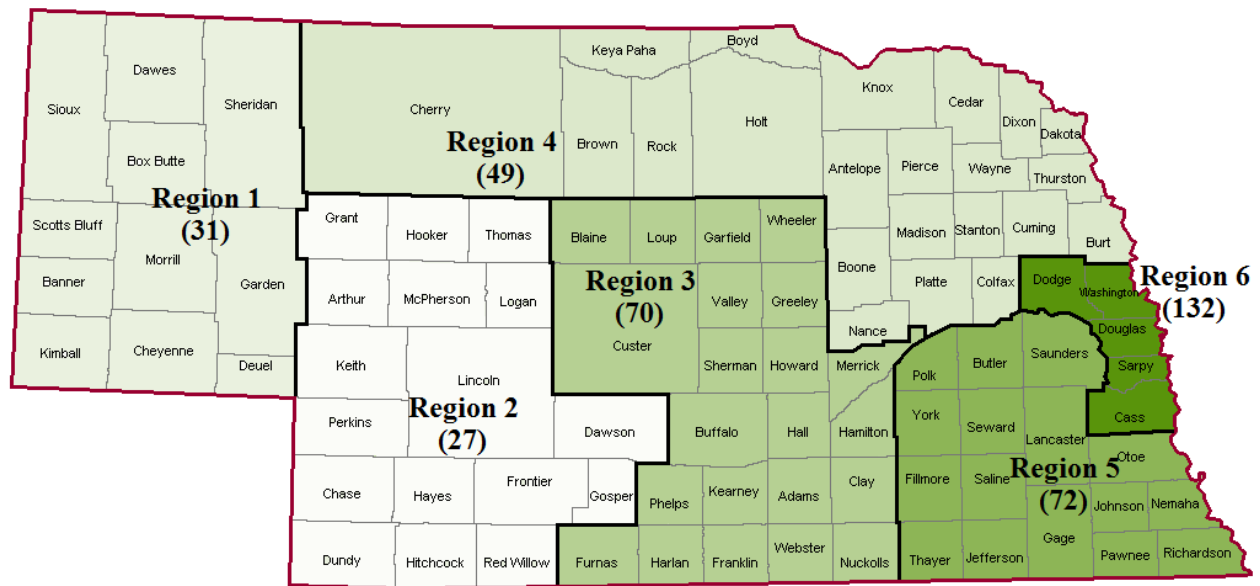 Sioux
Dawes
Sheridan
Box Butte
Region 1
(31)
Scotts Bluff
Morrill
Banner
Garden
Kimball
Cheyenne
Deuel
Cherry
Keya Paha
Boyd
Brown
Rock
Holt
Region 4
(49)
Knox
Cedar
Dixon
Dakota
Antelope
Pierce
Wayne
Thurston
Madison
Stanton
Cuming
Burt
Boone
Platte
Colfax
Nance
Grant
Hooker
Thomas
Arthur
McPherson
Logan
Keith
Lincoln
Region 2
(27)
Perkins
Dawson
Chase
Hayes
Frontier
Gosper
Dundy
Hitchcock
Red Willow
Blaine
Loup
Garfield
Wheeler
Region 3
(70)
Valley
Greeley
Custer
Sherman
Howard
Merrick
Buffalo
Hall
Hamilton
Phelps
Kearney
Adams
Clay
Furnas
Harlan
Franklin
Webster
Nuckolls
Polk
Butler
Saunders
York
Seward
Lancaster
Otoe
Fillmore
Saline
Region 5
(72)
Johnson
Nemaha
Gage
Thayer
Jefferson
Pawnee
Richardson
Dodge
Washington
Region 6
(132)
Douglas
Sarpy
Cass